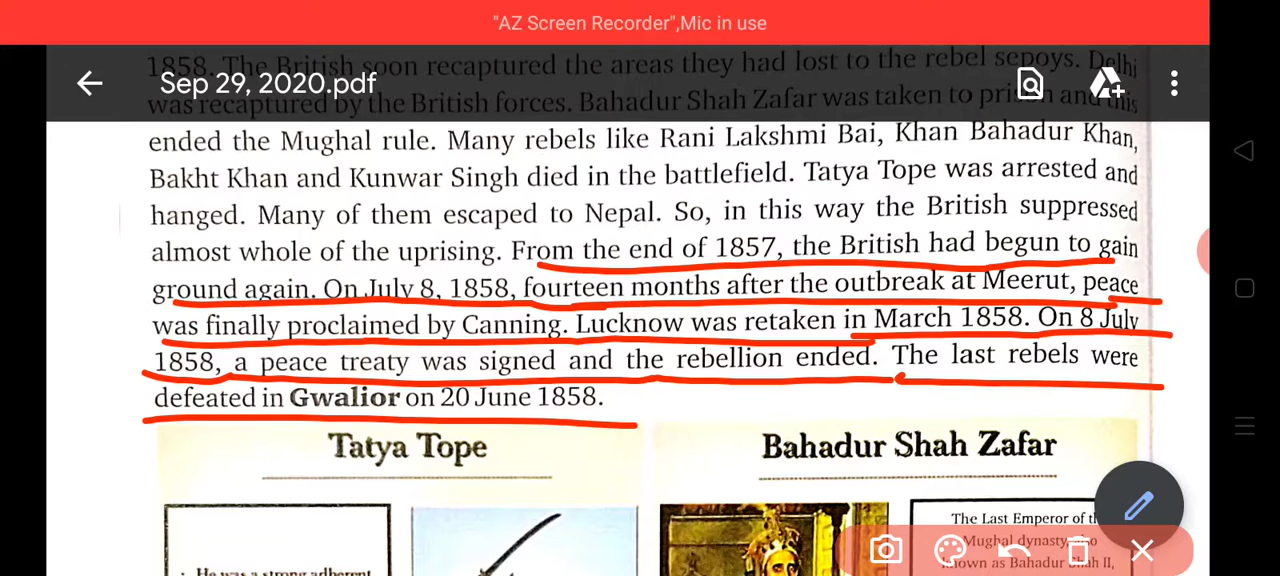 "AZ Screen Recorder",Mic in use
1858. The British soon recaptured the areas they had lost to the rebel sepoys. Delhi
Sep 29, 2020.pdf
was recaptured by the British forces. Bahadur Shah Zafar was taken to prison and this
ended the Mughal rule. Many rebels like Rani Lakshmi Bai, Khan Bahadur Khan,
Bakht Khan and Kunwar Singh died in the battlefield. Tatya Tope was arrested and
hanged. Many of them escaped to Nepal. So, in this way the British suppressed
almost whole of the uprising. From the end of 1857, the British had begun to gain
ground again. On July 8, 1858, fourteen months after the outbreak at Meerut, peace
was finally proclaimed by Canning. Lucknow was retaken in March 1858. On 8 July
1858, a peace treaty was signed and the rebellion ended. The last rebels were
defeated in Gwalior on 20 June 1858.
Tatya Tope
Bahadur Shah Zafar
He was a strong adherent
The Last Emperor of
Mughal dynasty,
known as Bahadur Shah II,